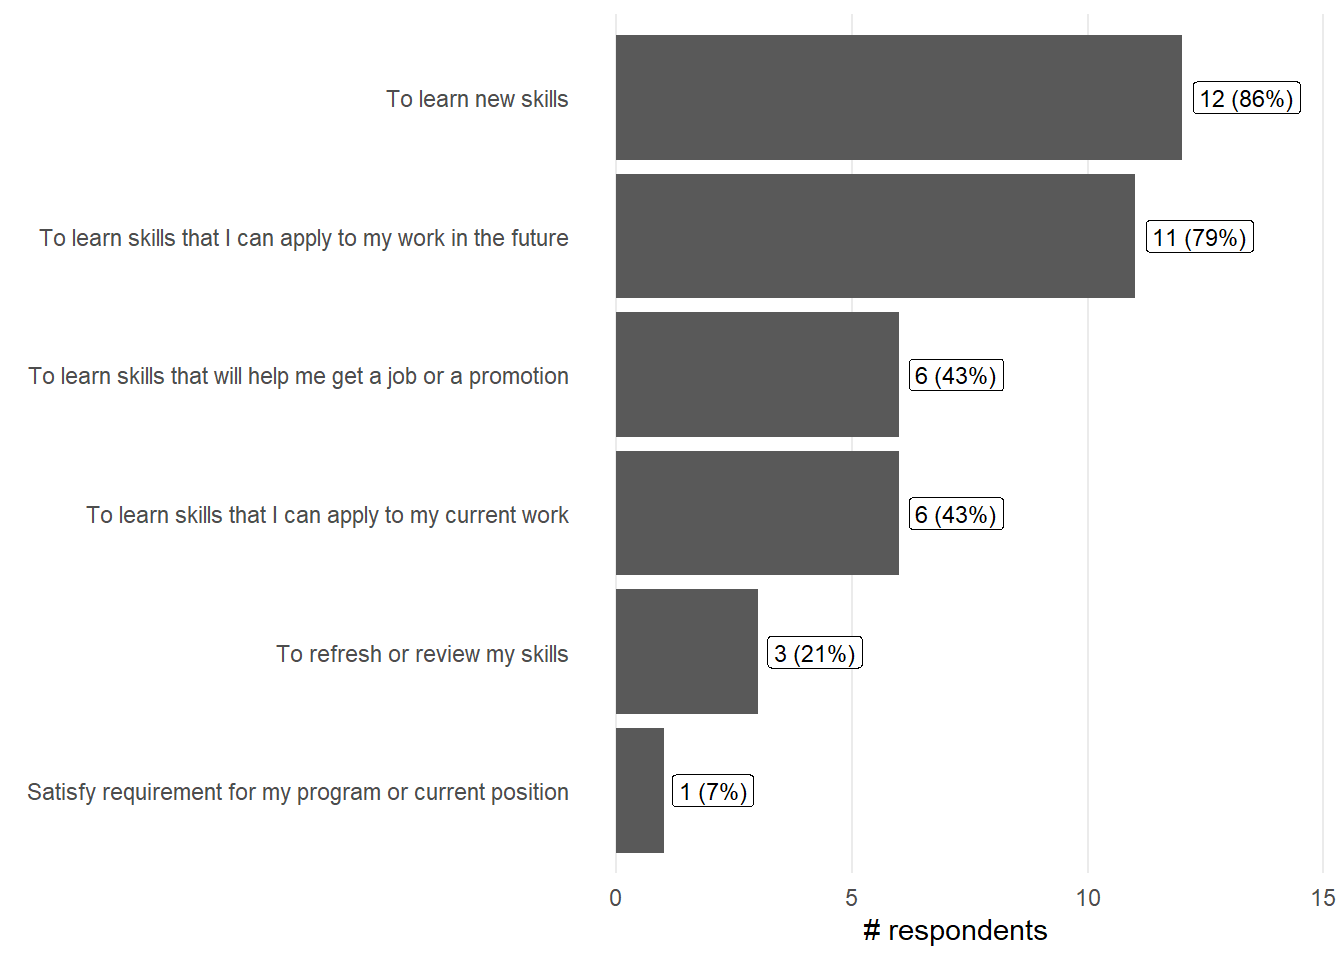 To learn new skills
12 (86%)
To learn skills that I can apply to my work in the future
11 (79%)
To learn skills that will help me get a job or a promotion
6 (43%)
To learn skills that I can apply to my current work
6 (43%)
To refresh or review my skills
3 (21%)
Satisfy requirement for my program or current position
1 (7%)
0 5 10 15
# respondents